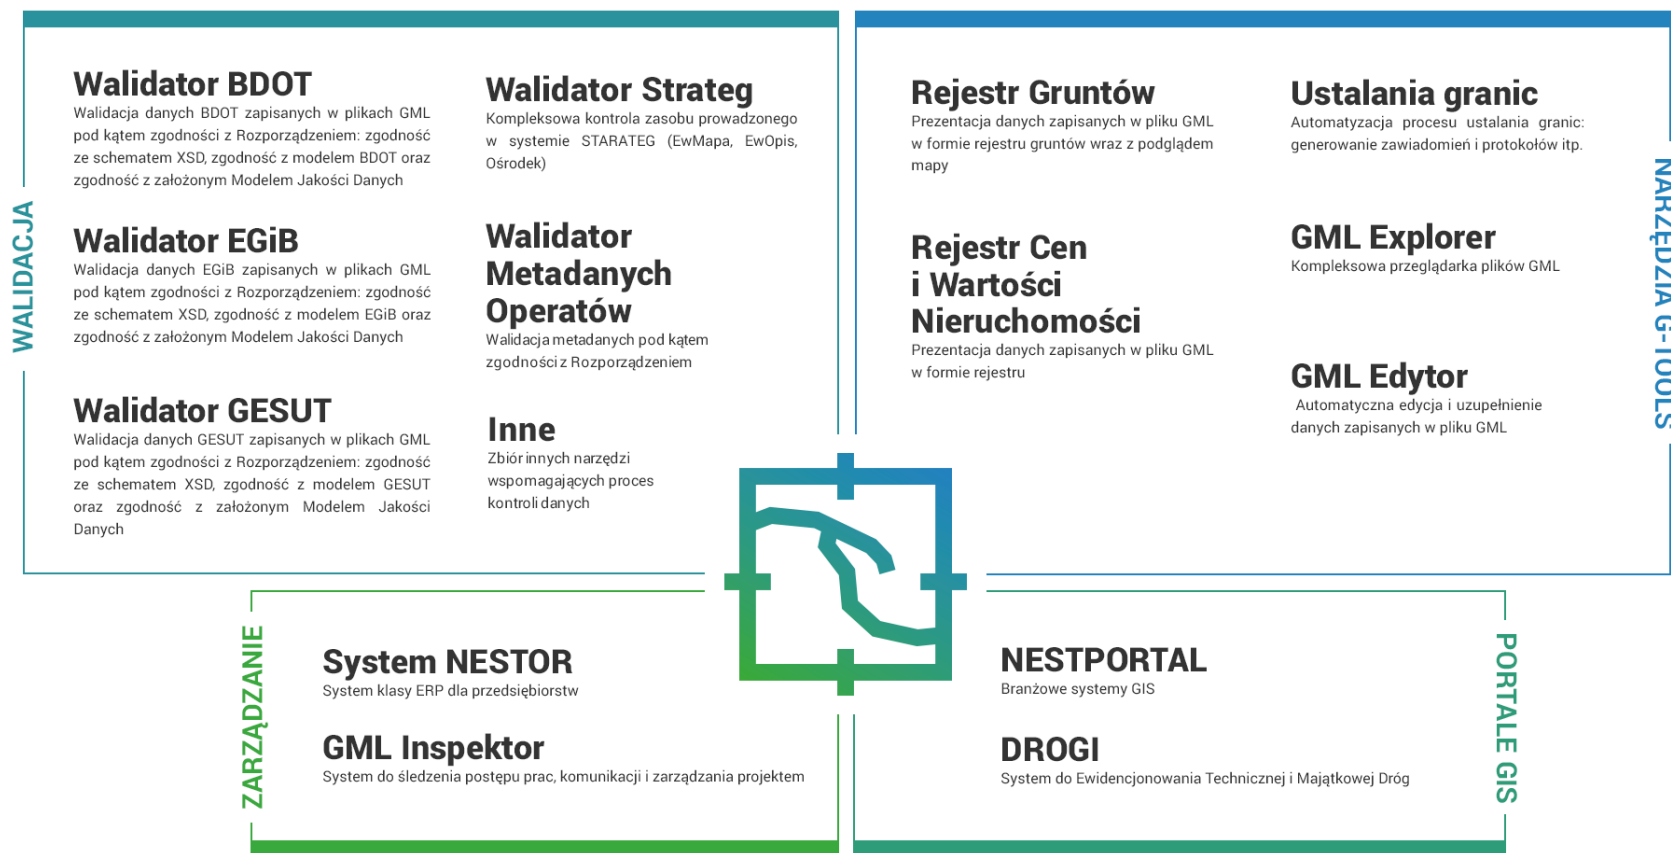 WALIDACJA
Walidator BDOT
Walidacja danych BDOT zapisanych w plikach GML
pod kątem zgodności z Rozporządzeniem: zgodność
ze schematem XSD, zgodność z modelem BDOT oraz
zgodność z założonym Modelem Jakości Danych
Walidator EGiB
Walidacja danych EGiB zapisanych w plikach GML
pod kątem zgodności z Rozporządzeniem: zgodność
ze schematem XSD, zgodność z modelem EGiB oraz
zgodność z założonym Modelem Jakości Danych
Walidator GESUT
Walidacja danych GESUT zapisanych w plikach GML
pod kątem zgodności z Rozporządzeniem: zgodność
ze schematem XSD, zgodność z modelem GESUT
oraz zgodność z założonym Modelem Jakości
Danych
Walidator Strateg
Kompleksowa kontrola zasobu prowadzonego
w systemie STARATEG (EwMapa, EwOpis,
Ośrodek)
Walidator
Metadanych
Operatów
Walidacja metadanych pod kątem
zgodności z Rozporządzeniem
Inne
Zbiór innych narzędzi
wspomagających proces
kontroli danych
Rejestr Gruntów
Prezentacja danych zapisanych w pliku GML
w formie rejestru gruntów wraz z podglądem
mapy
Rejestr Cen
i Wartości
Nieruchomości
Prezentacja danych zapisanych w pliku GML
w formie rejestru
Ustalania granic
Automatyzacja procesu ustalania granic:
generowanie zawiadomień i protokołów itp.
GML Explorer
Kompleksowa przeglądarka plików GML
GML Edytor
Automatyczna edycja i uzupełnienie
danych zapisanych w pliku GML
NARZĘDZIA G-TOOLS
ZARZĄDZANIE
System NESTOR
System klasy ERP dla przedsiębiorstw
GML Inspektor
System do śledzenia postępu prac, komunikacji i zarządzania projektem
NESTPORTAL
Branżowe systemy GIS
DROGI
System do Ewidencjonowania Technicznej i Majątkowej Dróg
PORTALE GIS